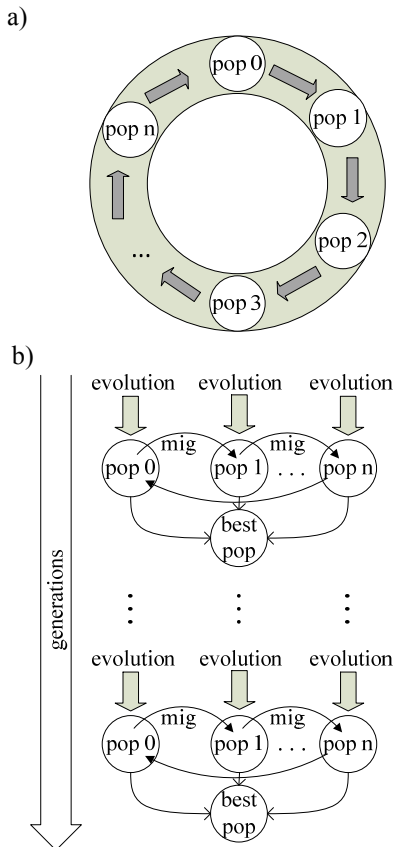 a)
pop 0
pop n
pop 1
pop 2
...
pop 3
b)
evolution evolution evolution
mig mig
pop 0 pop 1 . . . pop n
best
pop
generations
evolution evolution evolution
mig mig
pop 0 pop 1 . . . pop n
best
pop